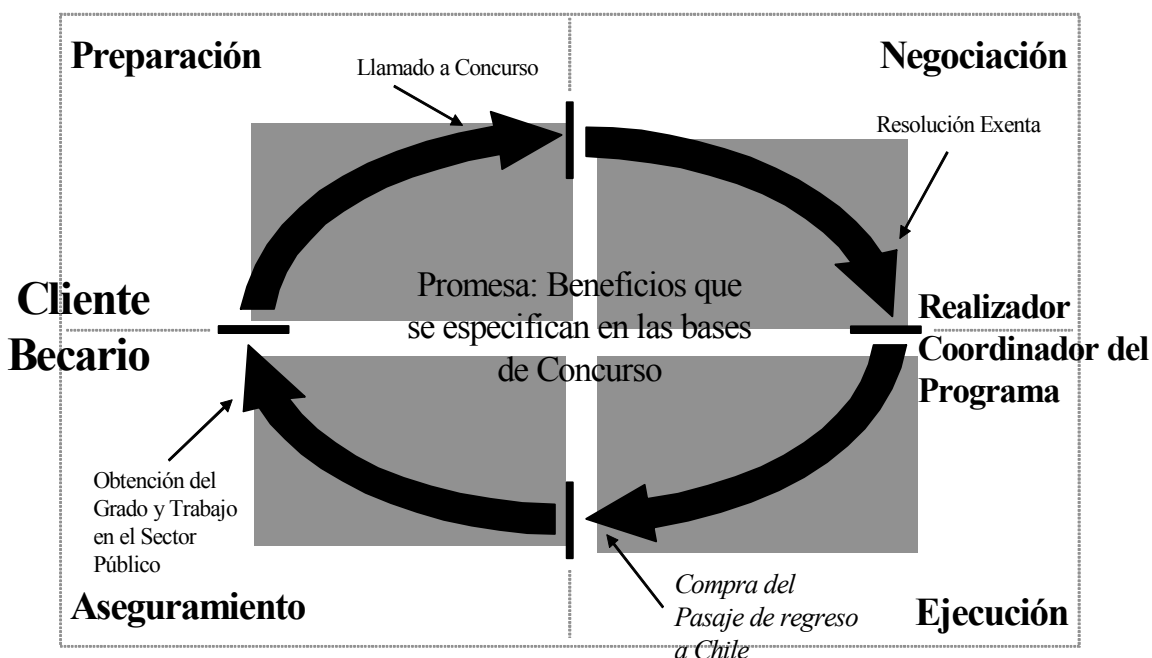 Preparación
Negociación
Llamado a Concurso
Resolución Exenta
Cliente
Becario
Promesa: Beneficios que
se especifican en las bases
de Concurso
Realizador
Coordinador del
Programa
Obtención del
Grado y Trabajo
en el Sector
Público
Compra del
Pasaje de regreso
a Chile
Aseguramiento
Ejecución